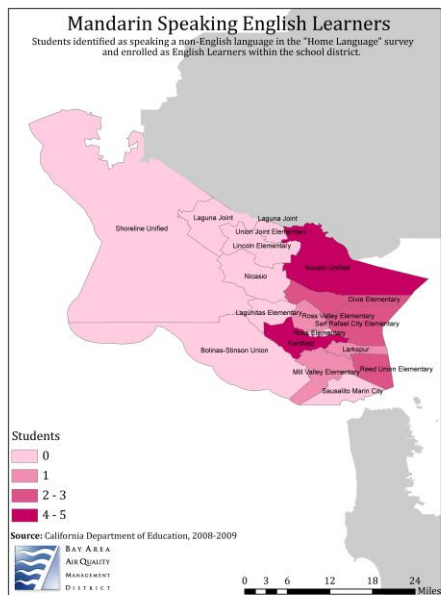 Mandarin Speaking English Learners
Students identified as speaking a non-English language in the "Home Language" survey
and enrolled as English Learners within the school district.
Laguna Joint
Laguna Joint
Shoreline Unified
Union Joint Elementary
Lincoln Elementary
Novato Unified
Nicasio
Dixie Elementary
Lagunitas Elementary
Ross Valley Elementary
San Rafael City Elementary
Ross Elementary
Kentfield
Larkspur
Bolinas-Stinson Union
Mill Valley Elementary
Reed Union Elementary
Sausalito Marin City
Students
0
1
2 - 3
4 - 5
Source: California Department of Education, 2008-2009
BAY AREA
AIR QUALITY
MANAGEMENT
DISTRICT
0 3 6 12 18 24
Miles